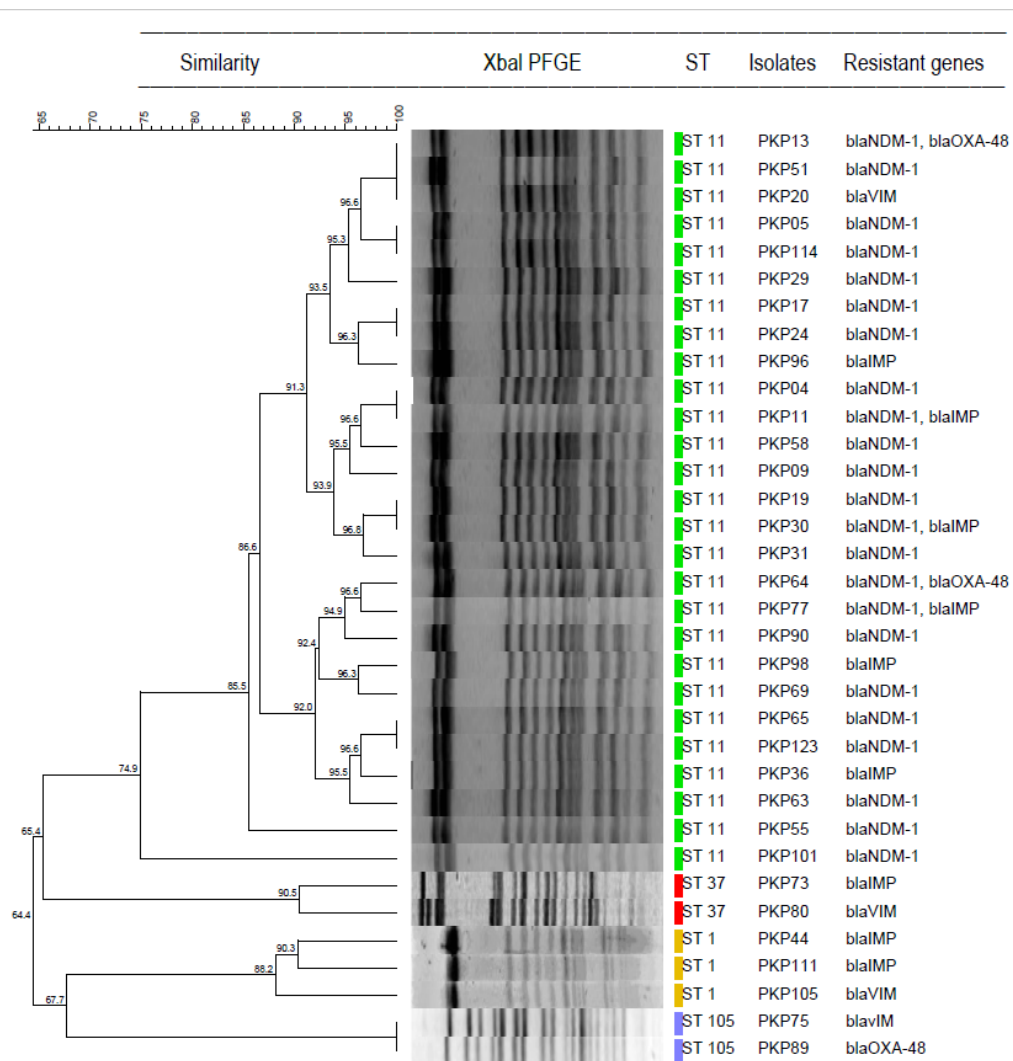 Similarity XbaI PFGE ST Isolates Resistant genes
65 70 75 80 85 90 95 100
ST 11 PKP13 blaNDM-1, blaOXA-48
ST 11 PKP51 blaNDM-1
96.6 ST 11 PKP20 blaVIM
ST 11 PKP05 blaNDM-1
95.3 ST 11 PKP114 blaNDM-1
ST 11 PKP29 blaNDM-1
93.5 ST 11 PKP17 blaNDM-1
96.3 ST 11 PKP24 blaNDM-1
ST 11 PKP96 blaIMP
91.3 ST 11 PKP04 blaNDM-1
96.6 ST 11 PKP11 blaNDM-1, blaIMP
95.5 ST 11 PKP58 blaNDM-1
ST 11 PKP09 blaNDM-1
93.9 ST 11 PKP19 blaNDM-1
96.8 ST 11 PKP30 blaNDM-1, blaIMP
86.6 ST 11 PKP31 blaNDM-1
96.6 ST 11 PKP64 blaNDM-1, blaOXA-48
94.9 ST 11 PKP77 blaNDM-1, blaIMP
92.4 ST 11 PKP90 blaNDM-1
96.3 ST 11 PKP98 blaIMP
85.5 ST 11 PKP69 blaNDM-1
92.0 ST 11 PKP65 blaNDM-1
96.6 ST 11 PKP123 blaNDM-1
74.9 95.5 ST 11 PKP36 blaIMP
ST 11 PKP63 blaNDM-1
65.4 ST 11 PKP55 blaNDM-1
ST 11 PKP101 blaNDM-1
90.5 ST 37 PKP73 blaIMP
64.4 ST 37 PKP80 blaVIM
90.3 ST 1 PKP44 blaIMP
88.2 ST 1 PKP111 blaIMP
67.7 ST 1 PKP105 blaVIM
ST 105 PKP75 blavIM
ST 105 PKP89 blaOXA-48